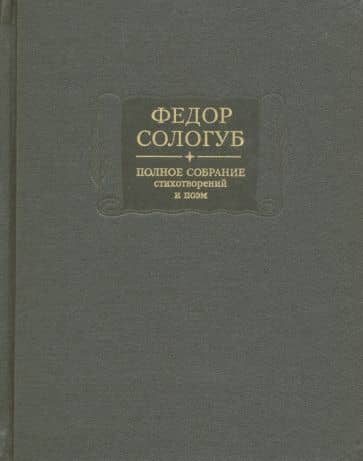 ФЕДОР
СОЛОГУБ
ПОЛНОЕ СОБРАНИЕ
стихотворений
и поэм